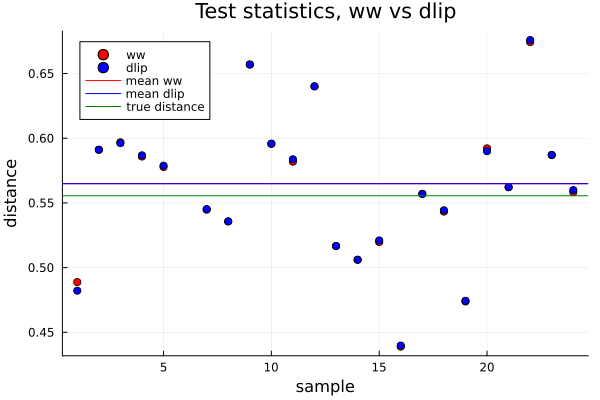 Test statistics, ww vs dlip
ww
dlip
mean ww
mean dlip
true distance
distance
0.65
0.60
0.55
0.50
0.45
5
10
15
20
sample